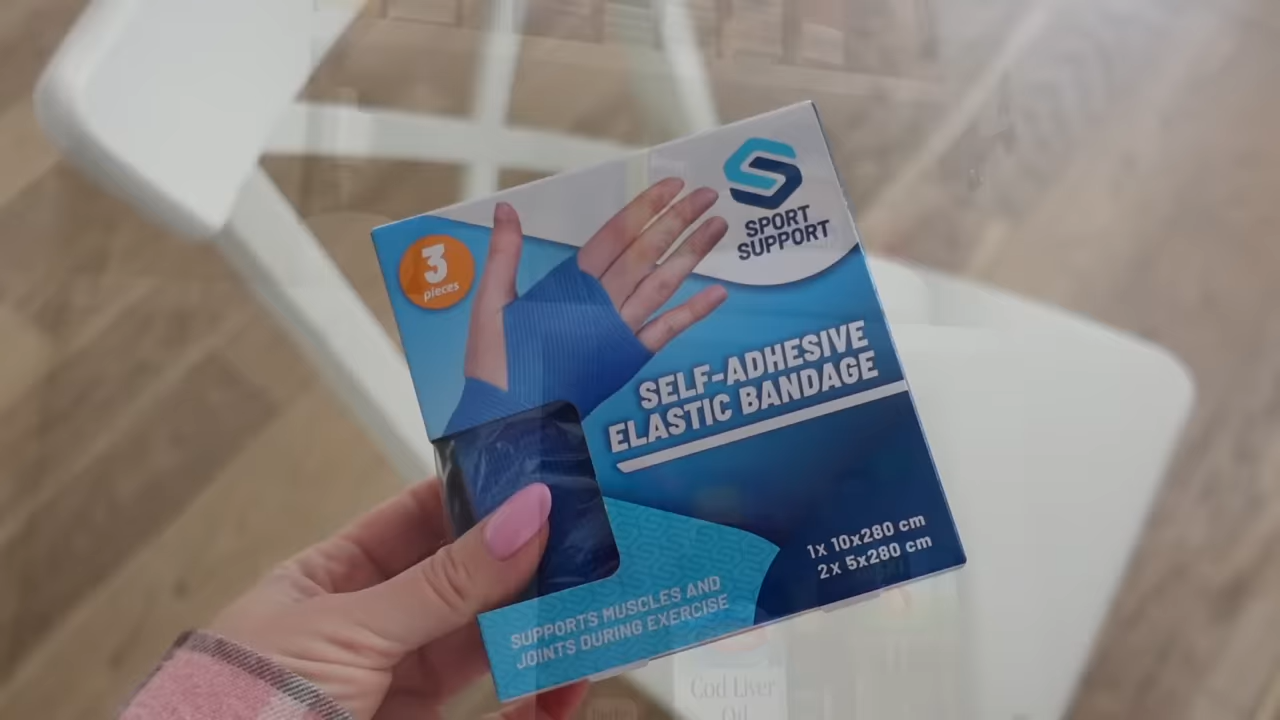 3
pieces
SPORT
SUPPORT
SELF-ADHESIVE
ELASTIC BANDAGE
1x 10x280 cm
2x 5x280 cm
SUPPORTS MUSCLES AND
JOINTS DURING EXERCISE
Cod Liver
Oil